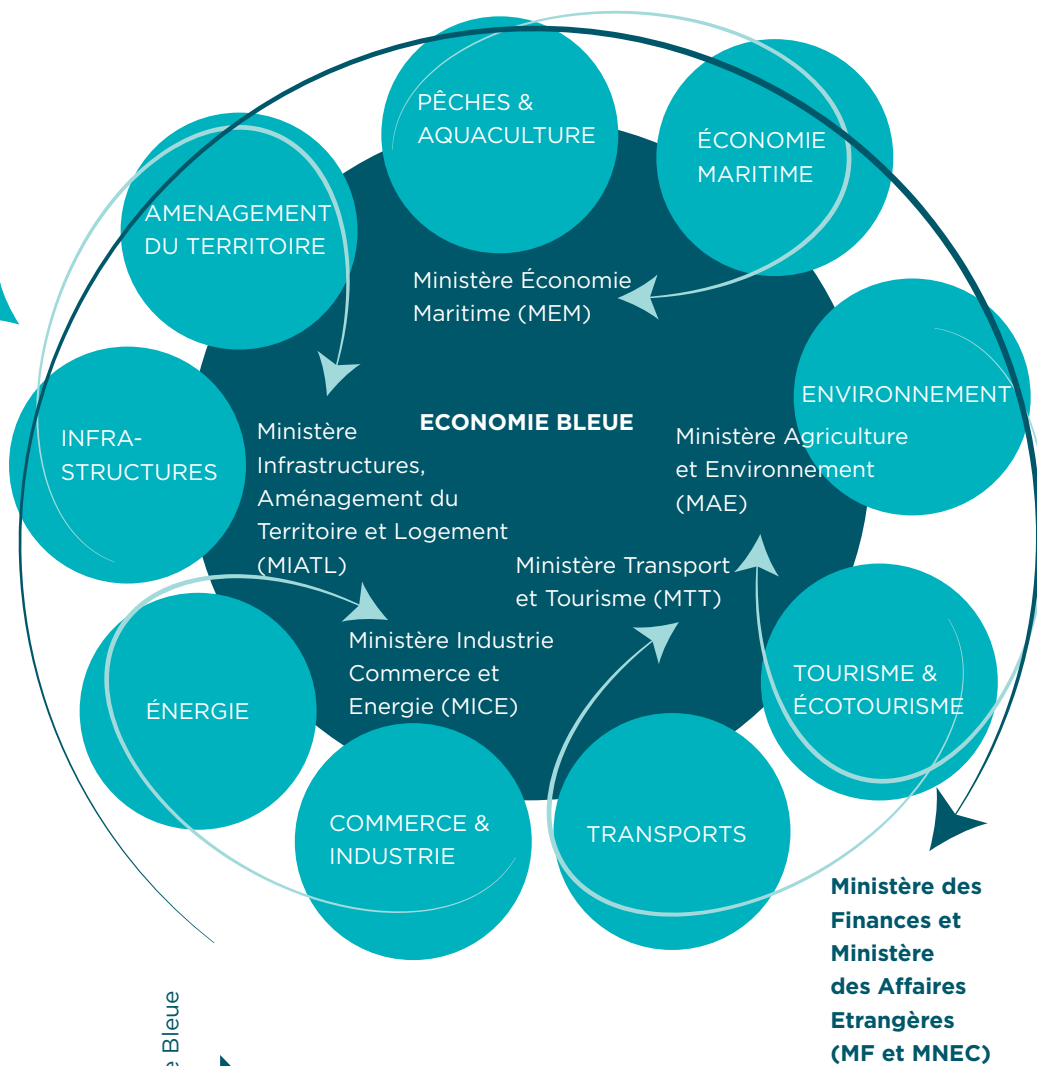 PÊCHES &
AQUACULTURE
ÉCONOMIE
MARITIME
AMENAGEMENT
DU TERRITOIRE
Ministère Économie
Maritime (MEM)
ENVIRONNEMENT
INFRA-
STRUCTURES
Ministère
Infrastructures,
Aménagement du
Territoire et Logement
(MIATL)
ECONOMIE BLEUE
Ministère Agriculture
et Environnement
(MAE)
Ministère Transport
et Tourisme (MTT)
Ministère Industrie
Commerce et
Energie (MICE)
TOURISME &
ÉCOTOURISME
ÉNERGIE
COMMERCE &
INDUSTRIE
TRANSPORTS
Ministère des
Finances et
Ministère
des Affaires
Etrangères
(MF et MNEC)
Bleue